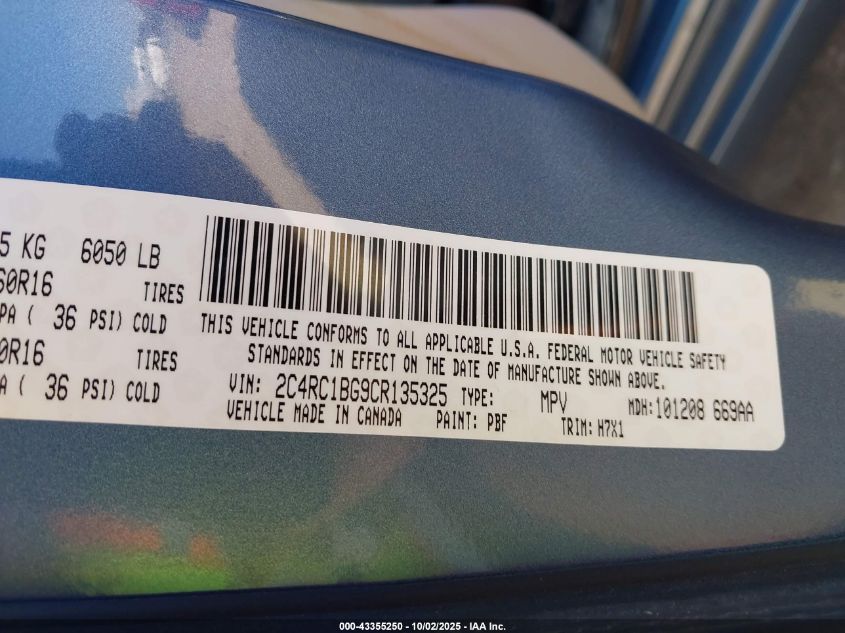 5 KG 6050 LB
60R16 TIRES
PA ( 36 PSI) COLD
0R16 TIRES
A ( 36 PSI) COLD
THIS VEHICLE CONFORMS TO ALL APPLICABLE U.S.A. FEDERAL MOTOR VEHICLE SAFETY
STANDARDS IN EFFECT ON THE DATE OF MANUFACTURE SHOWN ABOVE.
VIN: 2C4RC1BG9CR135325 TYPE: MPV MDH: 101208 669AA
VEHICLE MADE IN CANADA PAINT: PBF TRIM: H7X1
000-43355250 - 10/02/2025 - IAA Inc.